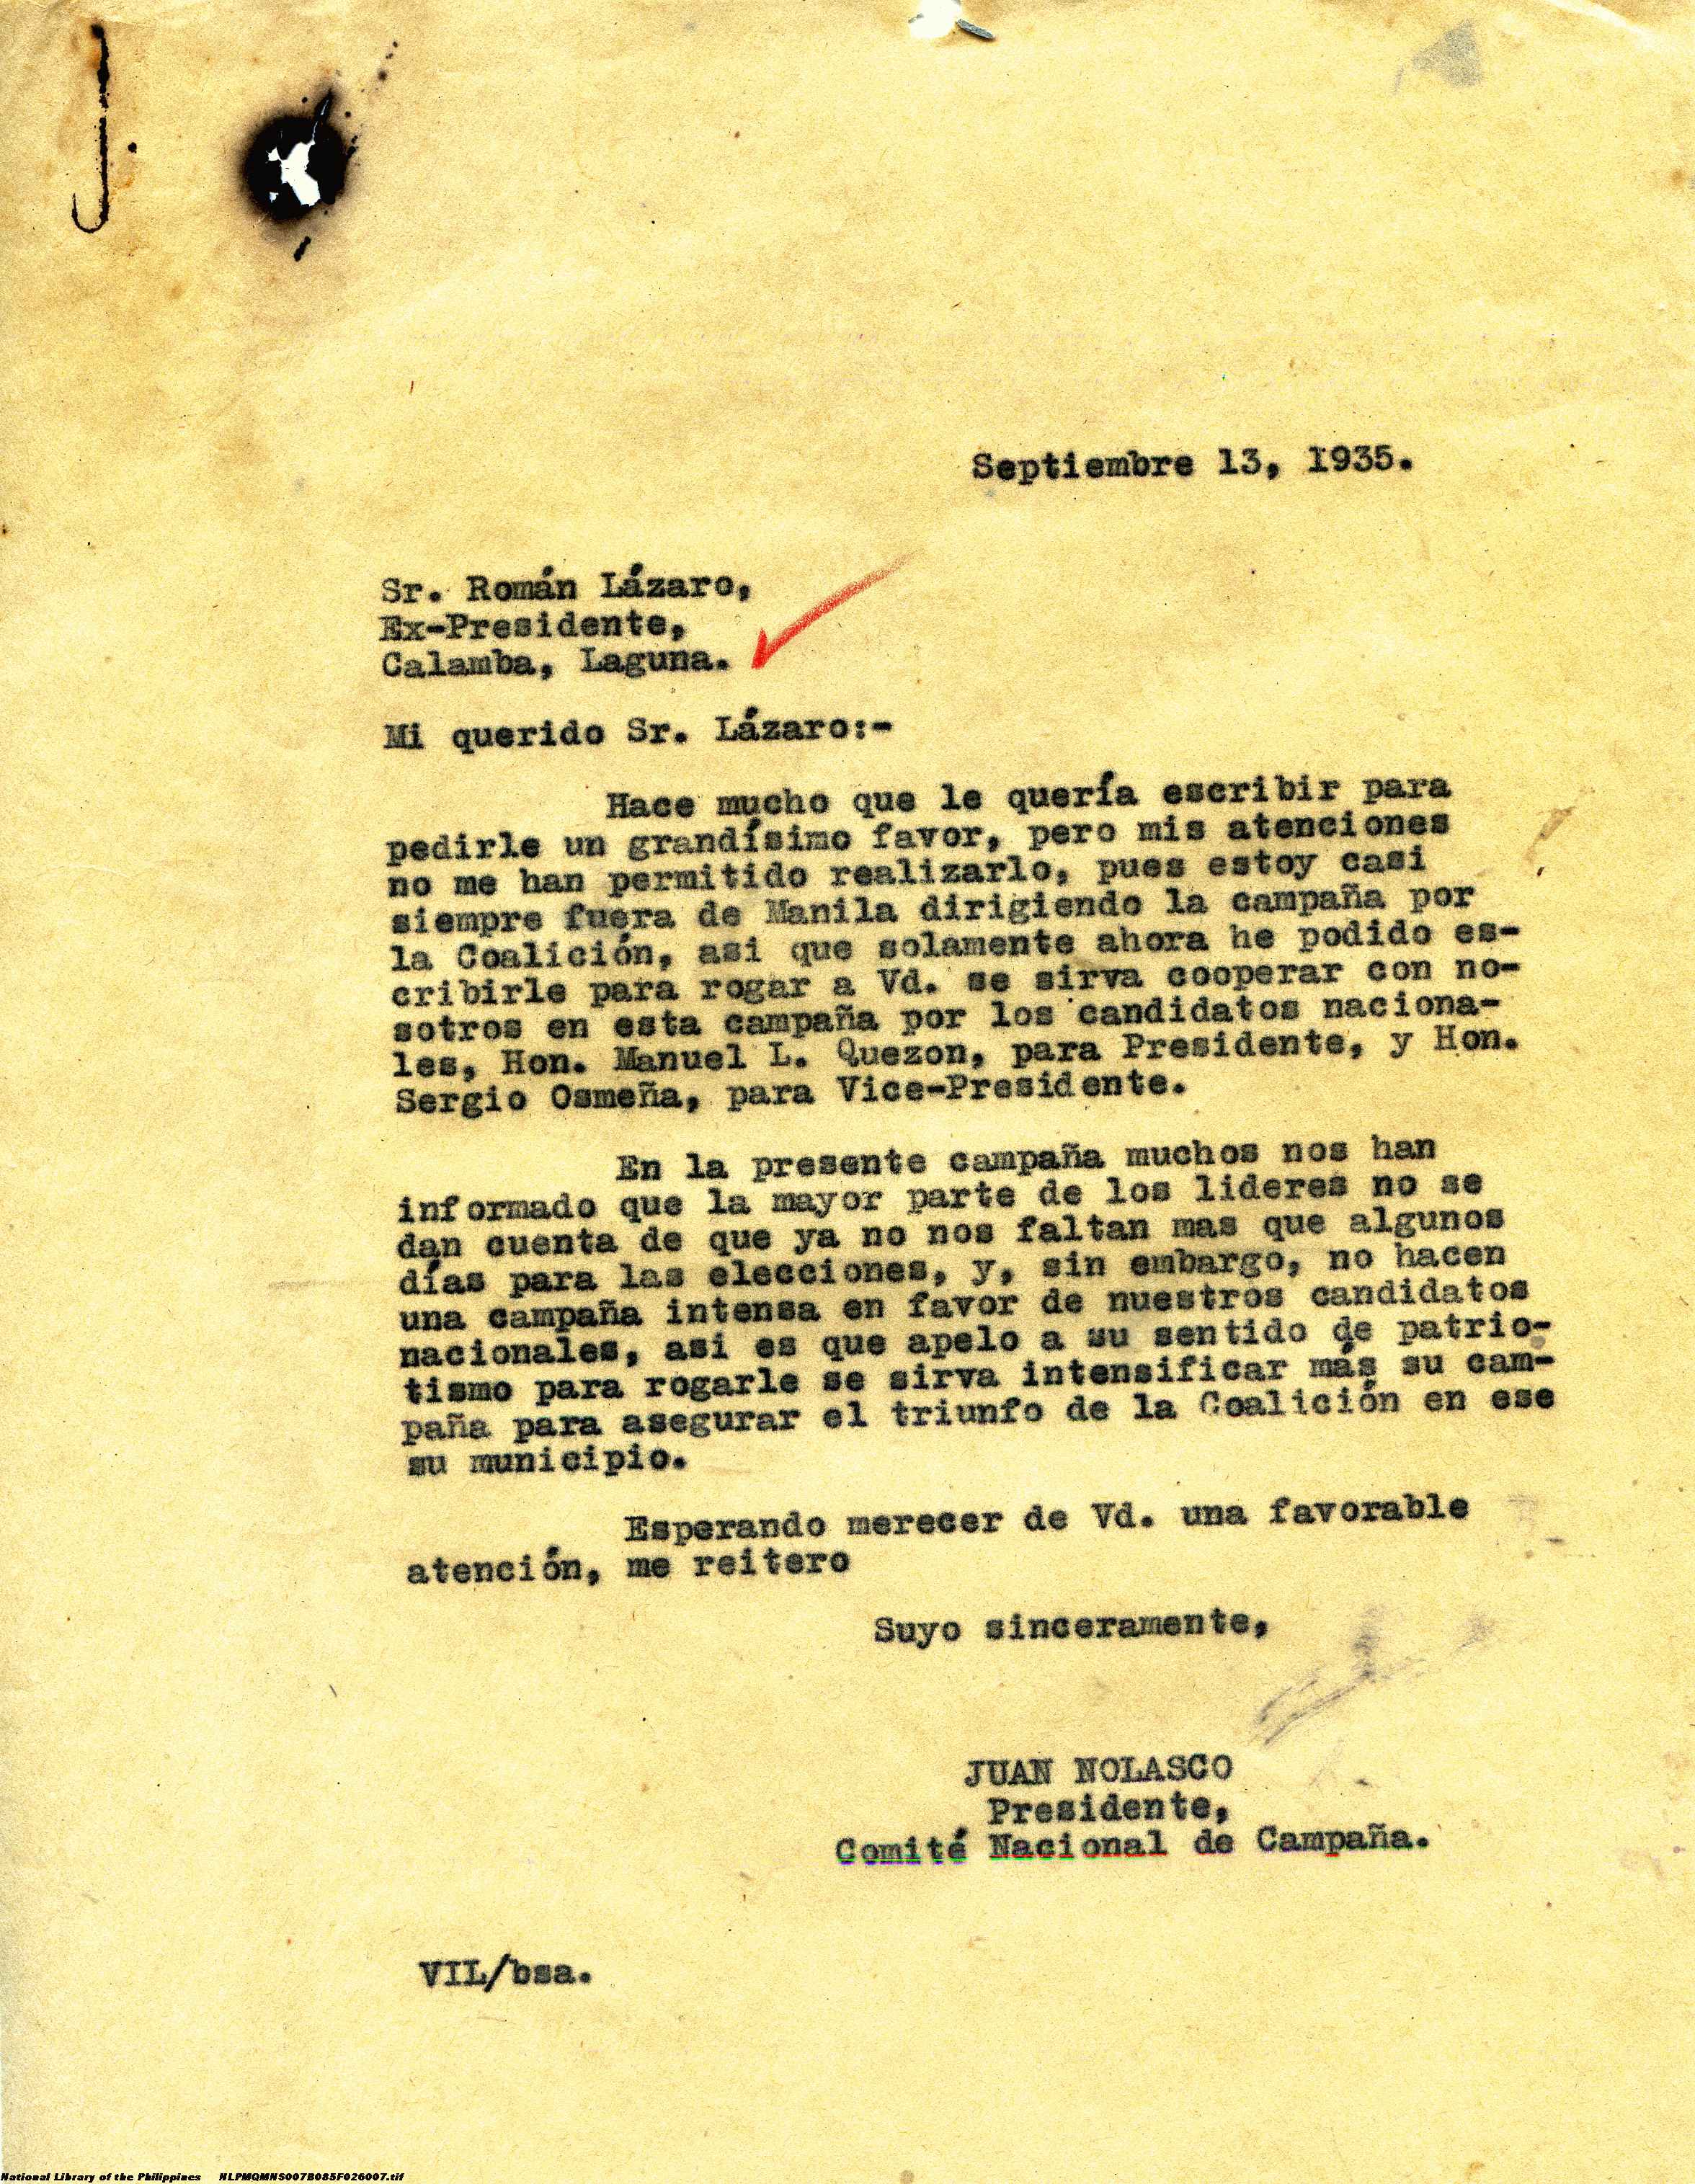 Septiembre 13, 1935.
Sr. Román Lázaro,
Ex-Presidente,
Calamba, Laguna.
Mi querido Sr. Lázaro:-
Hace mucho que le quería escribir para
pedirle un grandísimo favor, pero mis atenciones
no me han permitido realizarlo, pues estoy casi
siempre fuera de Manila dirigiendo la campaña por
la Coalición, asi que solamente ahora he podido es-
cribirle para rogar a Vd. se sirva cooperar con no-
sotros en esta campaña por los candidatos naciona-
les, Hon. Manuel L. Quezon, para Presidente, y Hon.
Sergio Osmeña, para Vice-Presidente.
En la presente campaña muchos nos han
informado que la mayor parte de los lideres no se
dan cuenta de que ya no nos faltan mas que algunos
días para las elecciones, y, sin embargo, no hacen
una campaña intensa en favor de nuestros candidatos
nacionales, asi es que apelo a su sentido de patrio-
tismo para rogarle se sirva intensificar más su cam-
paña para asegurar el triunfo de la Coalición en ese
su municipio.
Esperando merecer de Vd. una favorable
atención, me reitero
Suyo sinceramente,
JUAN NOLASCO
Presidente,
Comité Nacional de Campaña.
VIL/bsa.
National Library of the Philippines NLPMQMNS007B085F026007.tif